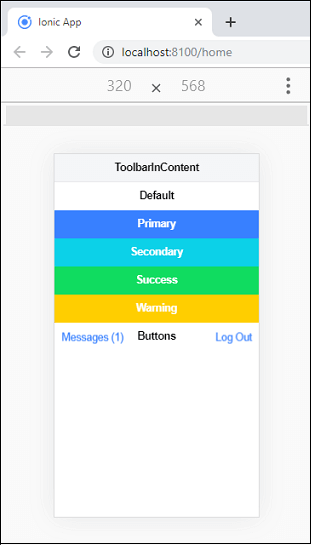 Ionic App
localhost:8100/home
320 × 568
ToolbarInContent
Default
Primary
Secondary
Success
Warning
Messages (1) Buttons Log Out